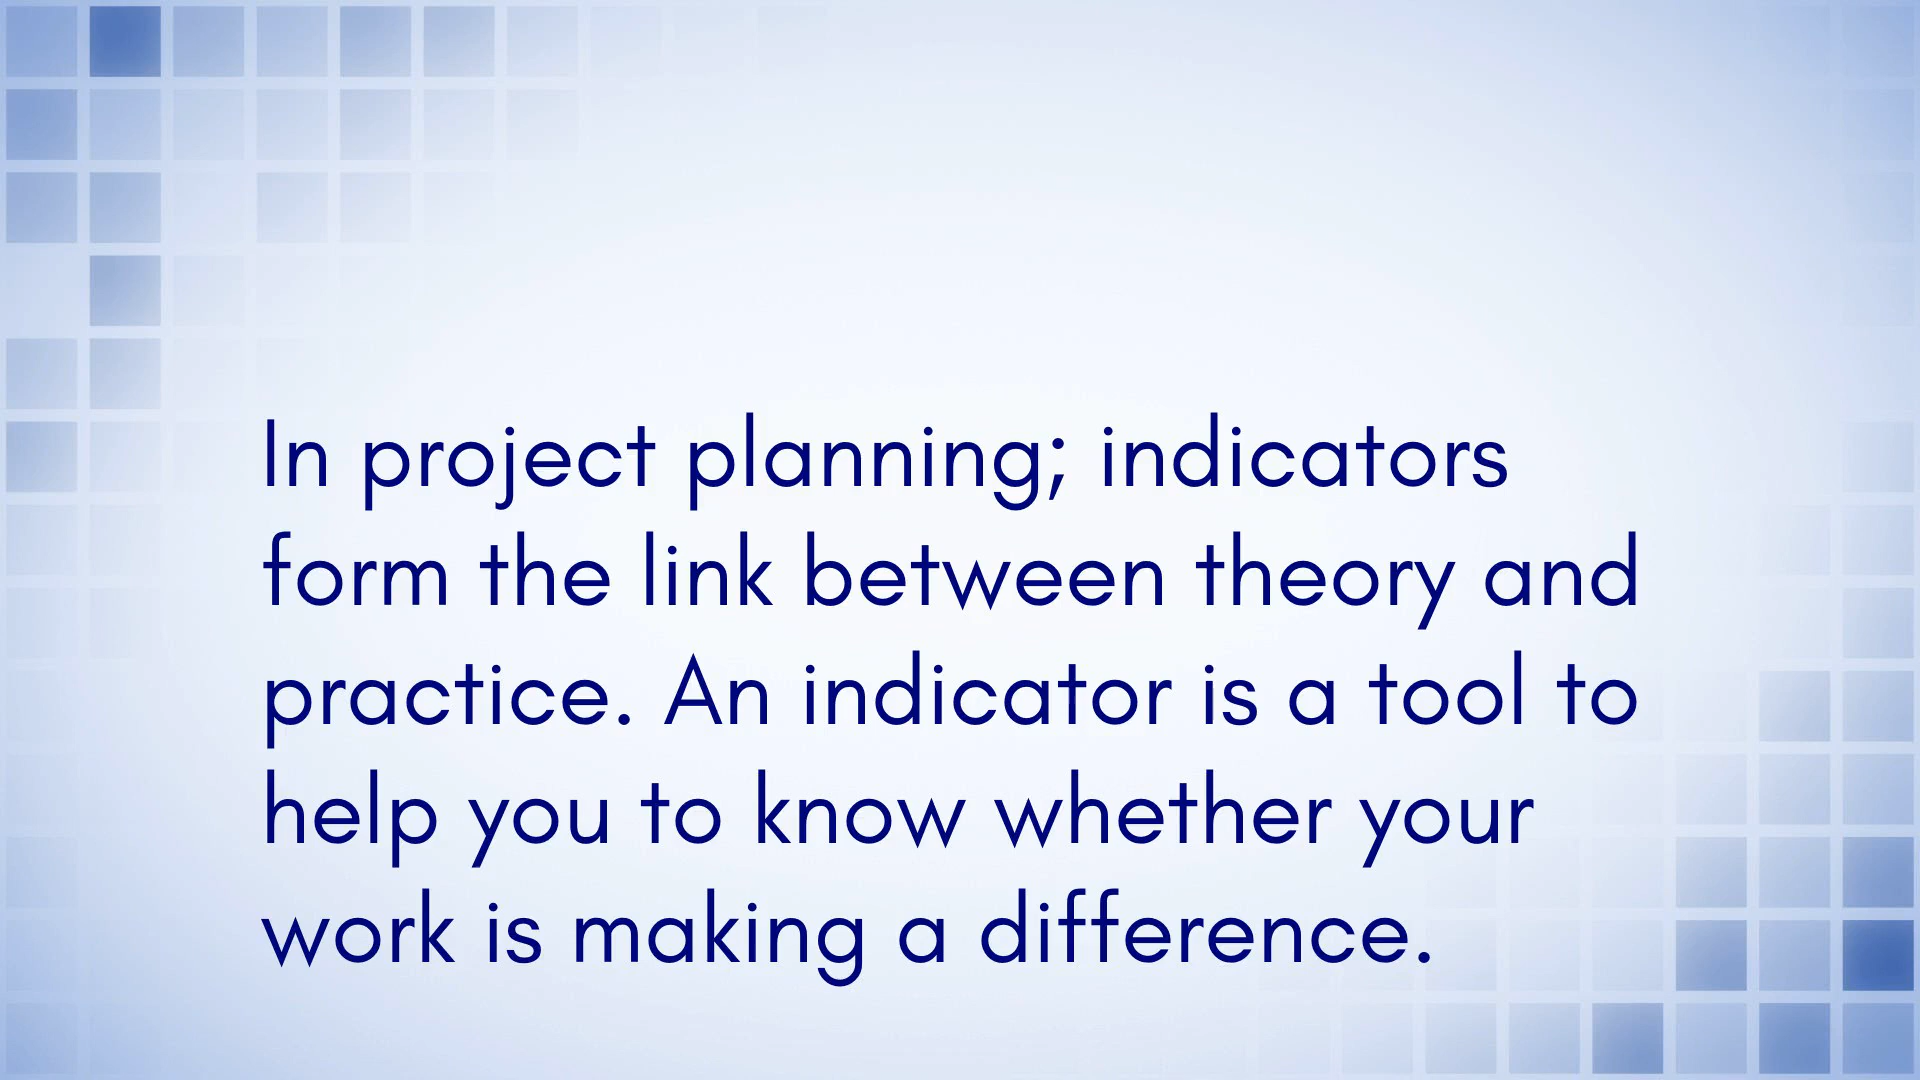 In project planning; indicators
form the link between theory and
practice. An indicator is a tool to
help you to know whether your
work is making a difference.